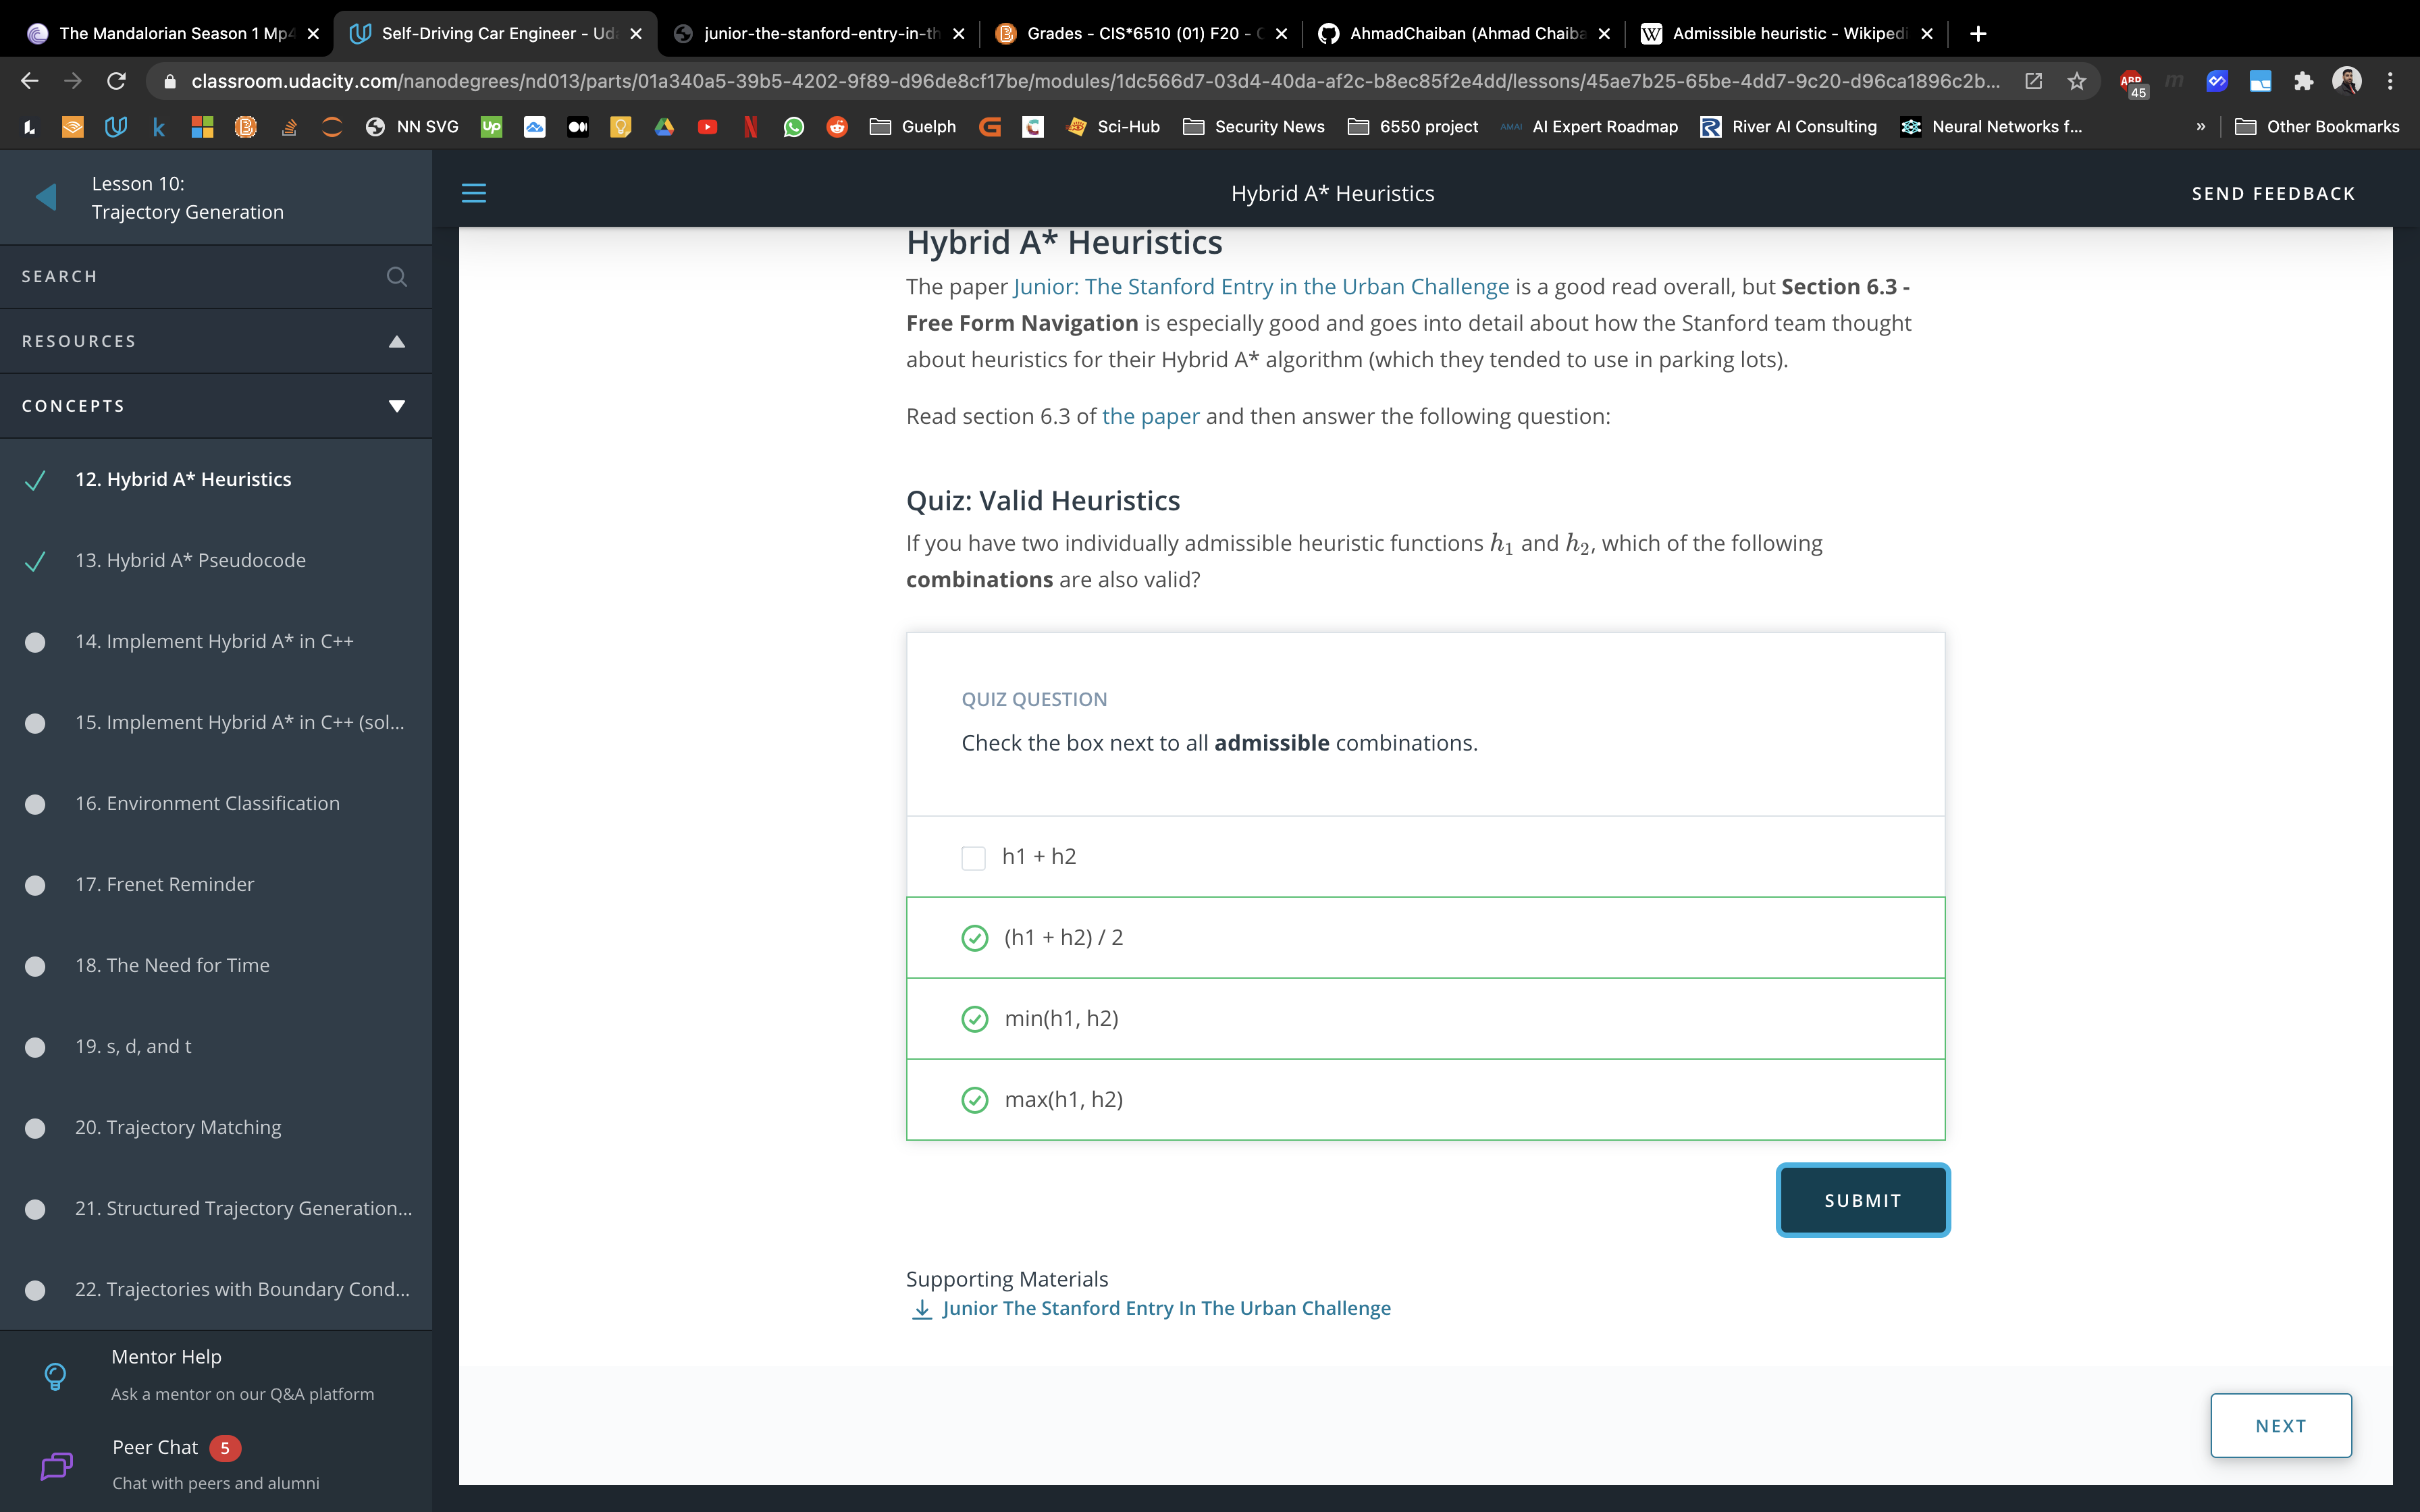 The Mandalorian Season 1 Mp4
Self-Driving Car Engineer - Uda
junior-the-stanford-entry-in-th
Grades - CIS*6510 (01) F20 - C
AhmadChaiban (Ahmad Chaiba
Admissible heuristic - Wikipedi
classroom.udacity.com/nanodegrees/nd013/parts/01a340a5-39b5-4202-9f89-d96de8cf17be/modules/1dc566d7-03d4-40da-af2c-b8ec85f2e4dd/lessons/45ae7b25-65be-4dd7-9c20-d96ca1896c2b...
ABP
45
NN SVG
Up
Guelph
Sci-Hub
Security News
6550 project
AMAI
AI Expert Roadmap
River AI Consulting
Neural Networks f...
»
Other Bookmarks
Lesson 10:
Trajectory Generation
Hybrid A* Heuristics
SEND FEEDBACK
SEARCH
RESOURCES
CONCEPTS
12. Hybrid A* Heuristics
13. Hybrid A* Pseudocode
14. Implement Hybrid A* in C++
15. Implement Hybrid A* in C++ (sol...
16. Environment Classification
17. Frenet Reminder
18. The Need for Time
19. s, d, and t
20. Trajectory Matching
21. Structured Trajectory Generation...
22. Trajectories with Boundary Cond...
Mentor Help
Ask a mentor on our Q&A platform
Peer Chat 5
Chat with peers and alumni
Hybrid A* Heuristics
The paper Junior: The Stanford Entry in the Urban Challenge is a good read overall, but Section 6.3 -
Free Form Navigation is especially good and goes into detail about how the Stanford team thought
about heuristics for their Hybrid A* algorithm (which they tended to use in parking lots).
Read section 6.3 of the paper and then answer the following question:
Quiz: Valid Heuristics
If you have two individually admissible heuristic functions h₁ and h₂, which of the following
combinations are also valid?
QUIZ QUESTION
Check the box next to all admissible combinations.
h1 + h2
(h1 + h2) / 2
min(h1, h2)
max(h1, h2)
SUBMIT
Supporting Materials
Junior The Stanford Entry In The Urban Challenge
NEXT